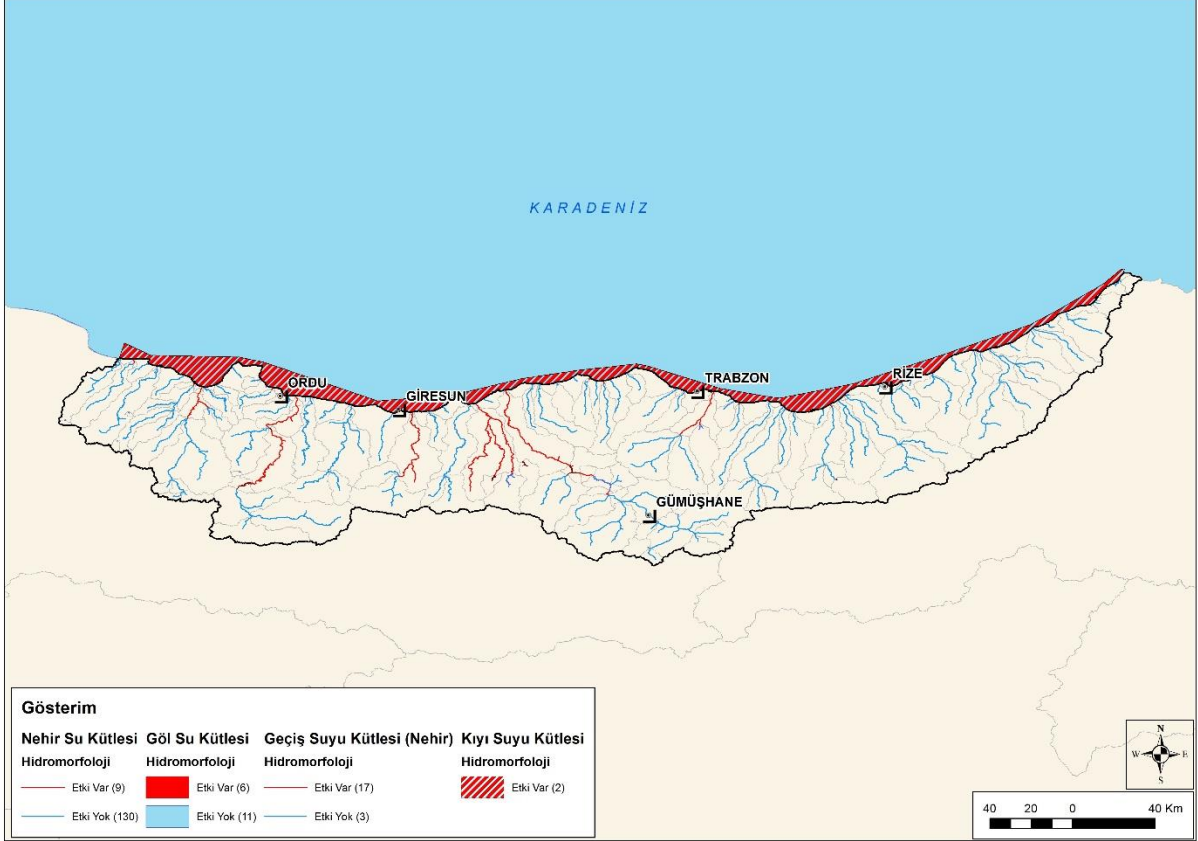 KARADENİZ
ORDU
GİRESUN
TRABZON
RİZE
GÜMÜŞHANE
Gösterim
Nehir Su Kütlesi Göl Su Kütlesi Geçiş Suyu Kütlesi (Nehir) Kıyı Suyu Kütlesi
Hidromorfoloji Hidromorfoloji Hidromorfoloji Hidromorfoloji
Etki Var (9) Etki Var (6) Etki Var (17) Etki Var (2)
Etki Yok (130) Etki Yok (11) Etki Yok (3)
N
W E
S
40 20 0 40 Km